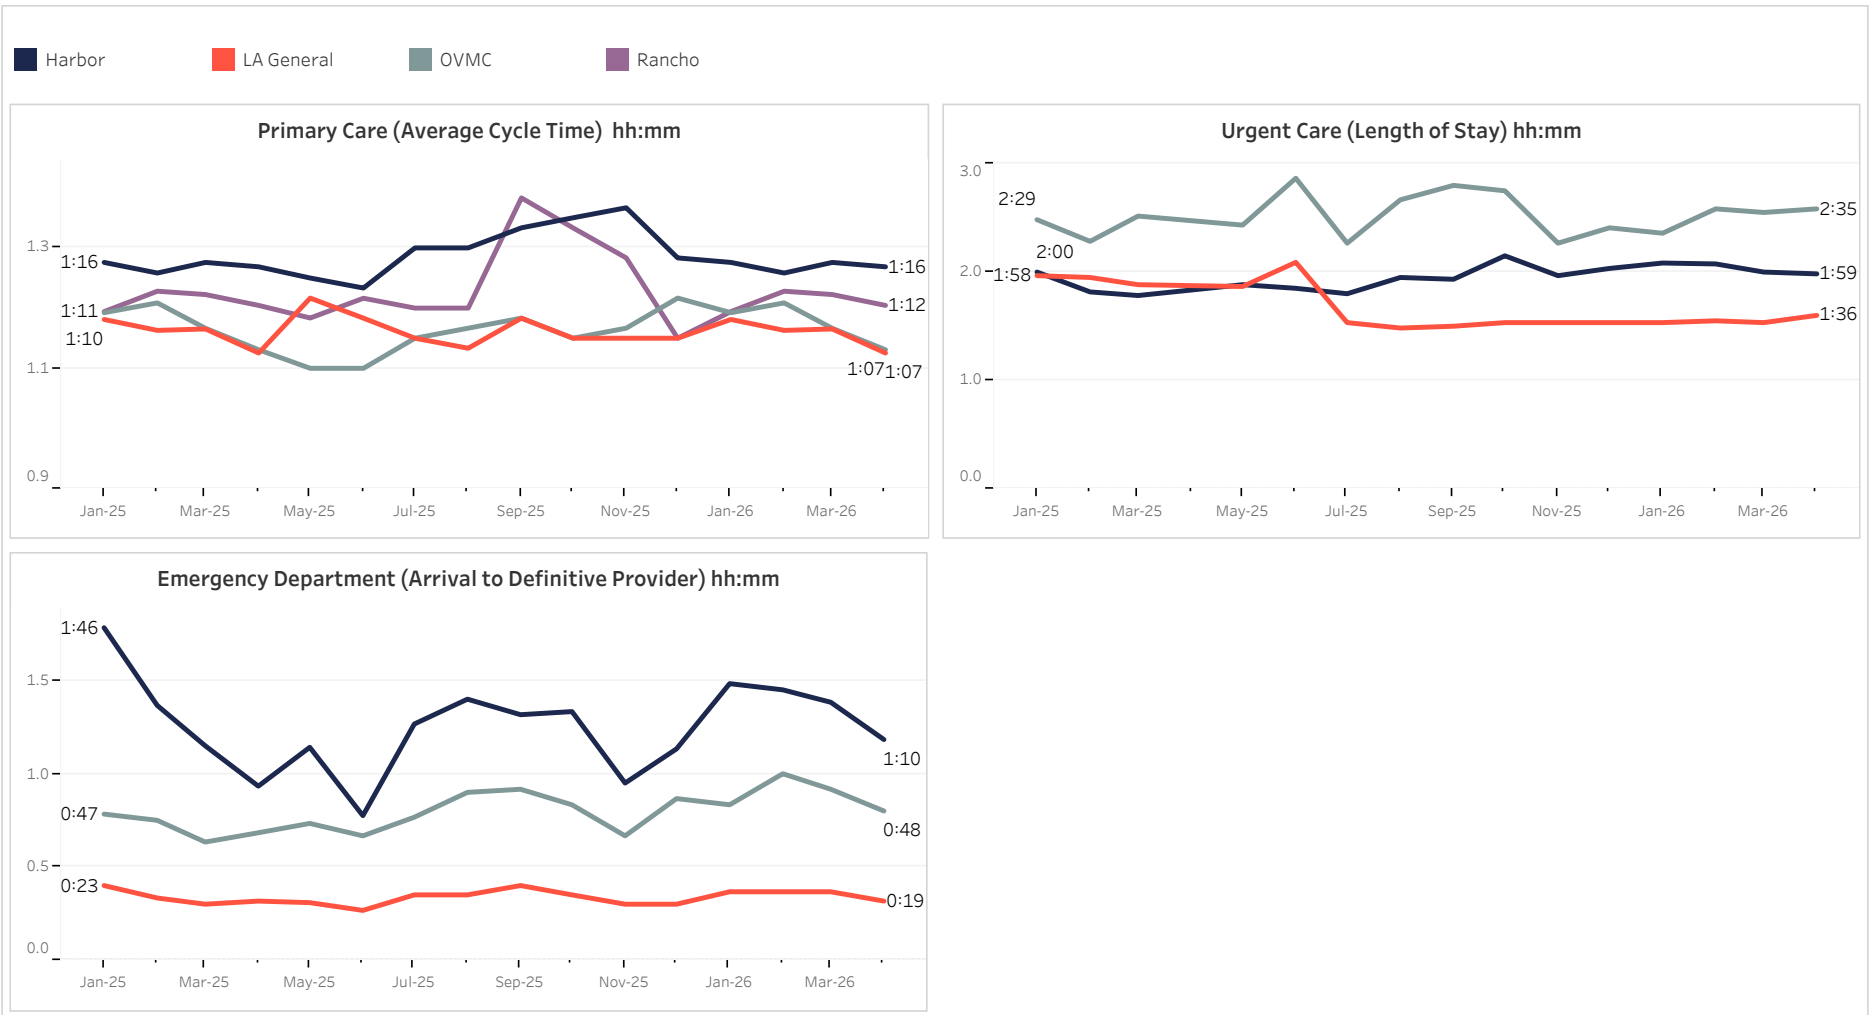 Harbor
LA General
OVMC
Rancho
Primary Care (Average Cycle Time)  hh:mm
1.3
1.1
0.9
1:16
1:11
1:10
1:16
1:12
1:07
1:07
Jan-25
Mar-25
May-25
Jul-25
Sep-25
Nov-25
Jan-26
Mar-26
Urgent Care (Length of Stay) hh:mm
3.0
2.0
1.0
0.0
2:29
2:00
1:58
2:35
1:59
1:36
Jan-25
Mar-25
May-25
Jul-25
Sep-25
Nov-25
Jan-26
Mar-26
Emergency Department (Arrival to Definitive Provider) hh:mm
1.5
1.0
0.5
0.0
1:46
0:47
0:23
1:10
0:48
0:19
Jan-25
Mar-25
May-25
Jul-25
Sep-25
Nov-25
Jan-26
Mar-26